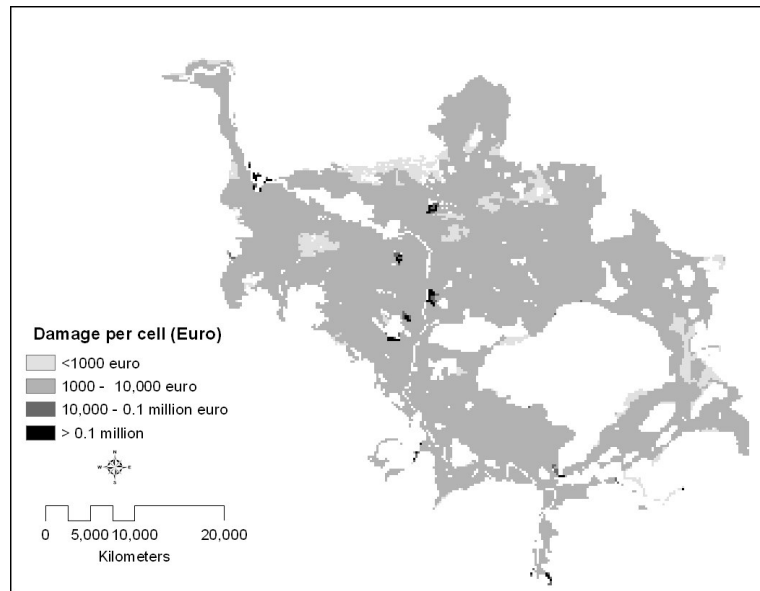 Damage per cell (Euro)
<1000 euro
1000 - 10,000 euro
10,000 - 0.1 million euro
> 0.1 million
0 5,000 10,000 20,000
Kilometers